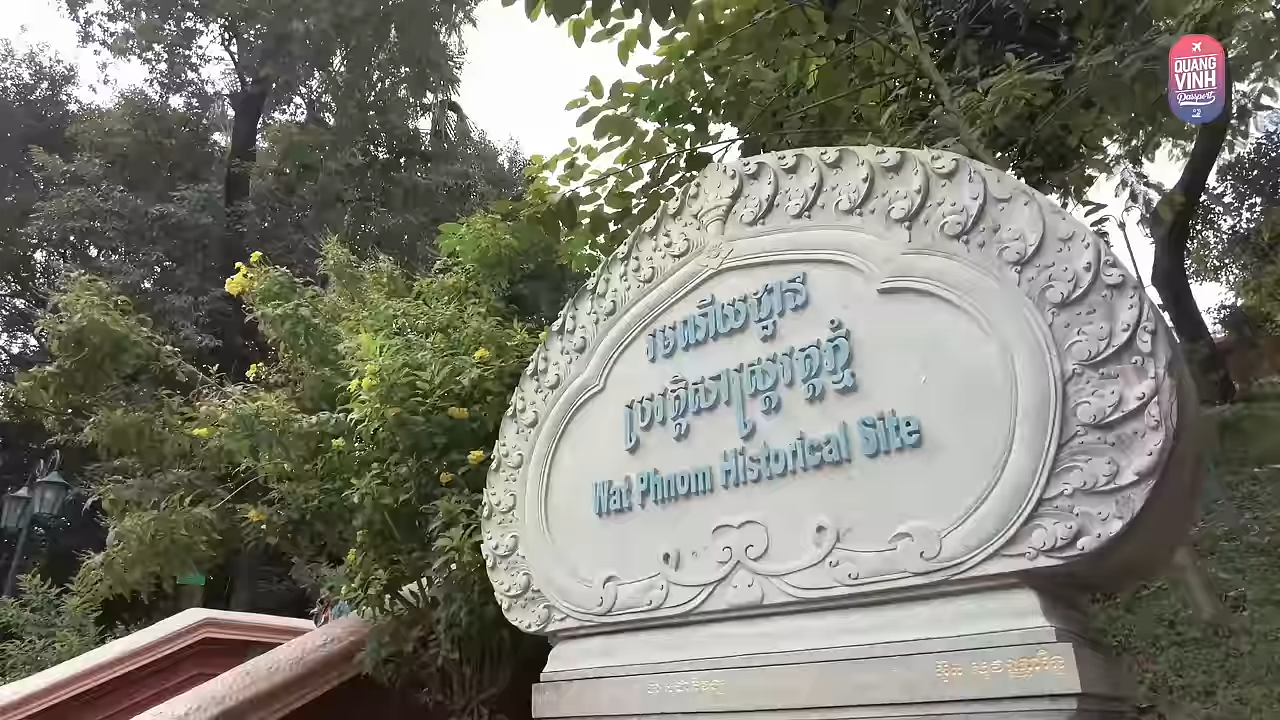 រមណីយដ្ឋាន
ប្រវត្តិសាស្ត្រវត្តភ្នំ
Wat Phnom Historical Site
QUANG
VINH
Passport